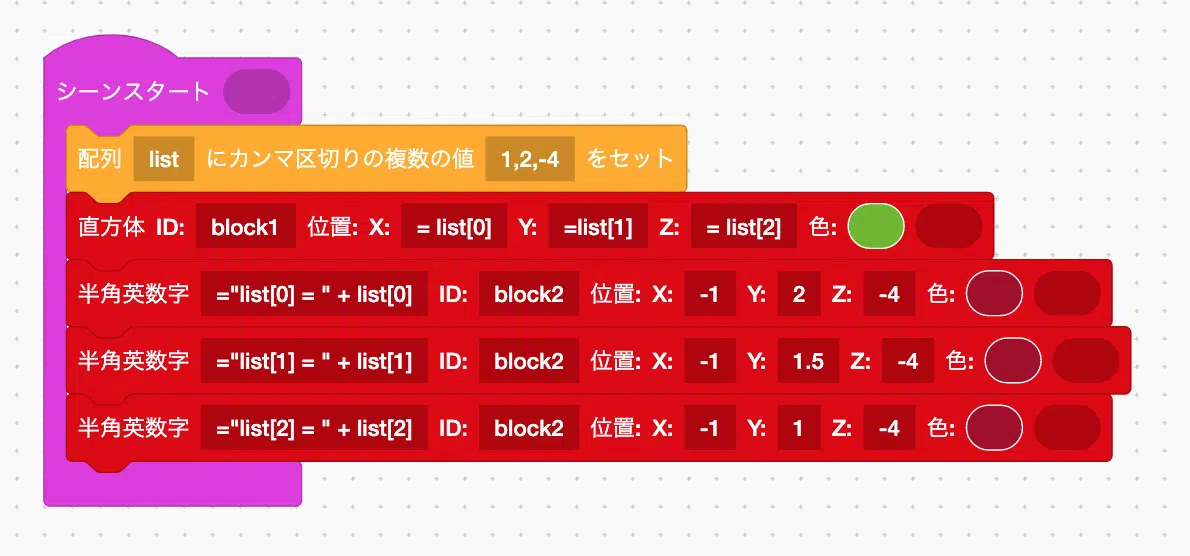 シーンスタート
配列 list にカンマ区切りの複数の値 1,2,-4 をセット
直方体 ID: block1 位置: X: = list[0] Y: =list[1] Z: = list[2] 色:
半角英数字 ="list[0] = " + list[0] ID: block2 位置: X: -1 Y: 2 Z: -4 色:
半角英数字 ="list[1] = " + list[1] ID: block2 位置: X: -1 Y: 1.5 Z: -4 色:
半角英数字 ="list[2] = " + list[2] ID: block2 位置: X: -1 Y: 1 Z: -4 色: